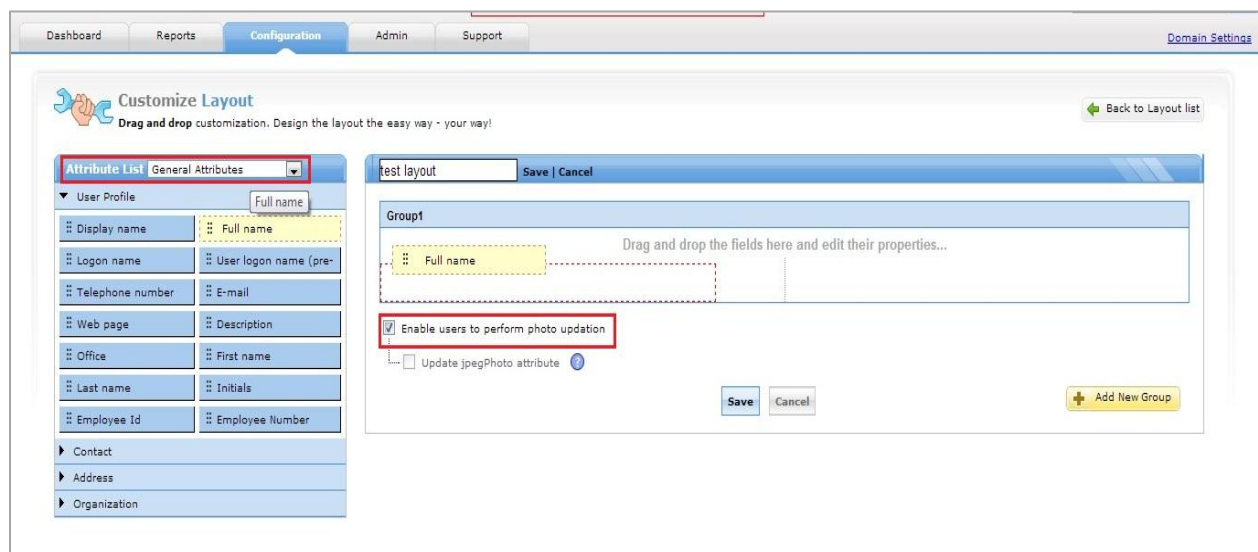 Dashboard Reports Configuration Admin Support
Domain Settings
Customize Layout
Drag and drop customization. Design the layout the easy way - your way!
Back to Layout list
Attribute List General Attributes
User Profile
Full name
Display name
Full name
Logon name
User logon name (pre-
Telephone number
E-mail
Web page
Description
Office
First name
Last name
Initials
Employee Id
Employee Number
Contact
Address
Organization
test layout Save | Cancel
Group1
Drag and drop the fields here and edit their properties...
Full name
Enable users to perform photo updation
Update jpegPhoto attribute ?
Save Cancel
Add New Group